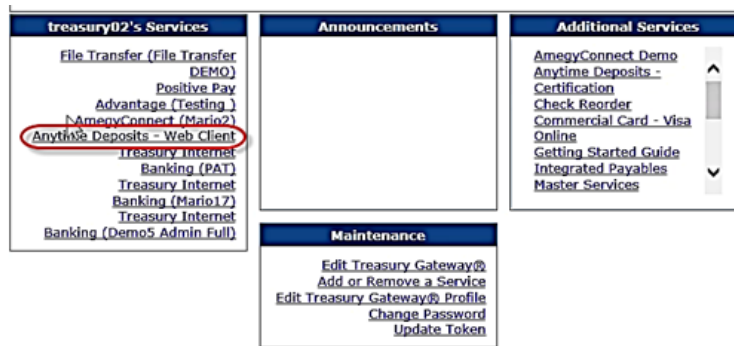 treasury02's Services
File Transfer (File Transfer
DEMO)
Positive Pay
Advantage (Testing )
AmegyConnect (Mario2)
Anytime Deposits - Web Client
Treasury Internet
Banking (PAT)
Treasury Internet
Banking (Mario17)
Treasury Internet
Banking (Demo5 Admin Full)
Announcements
Additional Services
AmegyConnect Demo
Anytime Deposits -
Certification
Check Reorder
Commercial Card - Visa
Online
Getting Started Guide
Integrated Payables
Master Services
Maintenance
Edit Treasury Gateway®
Add or Remove a Service
Edit Treasury Gateway® Profile
Change Password
Update Token